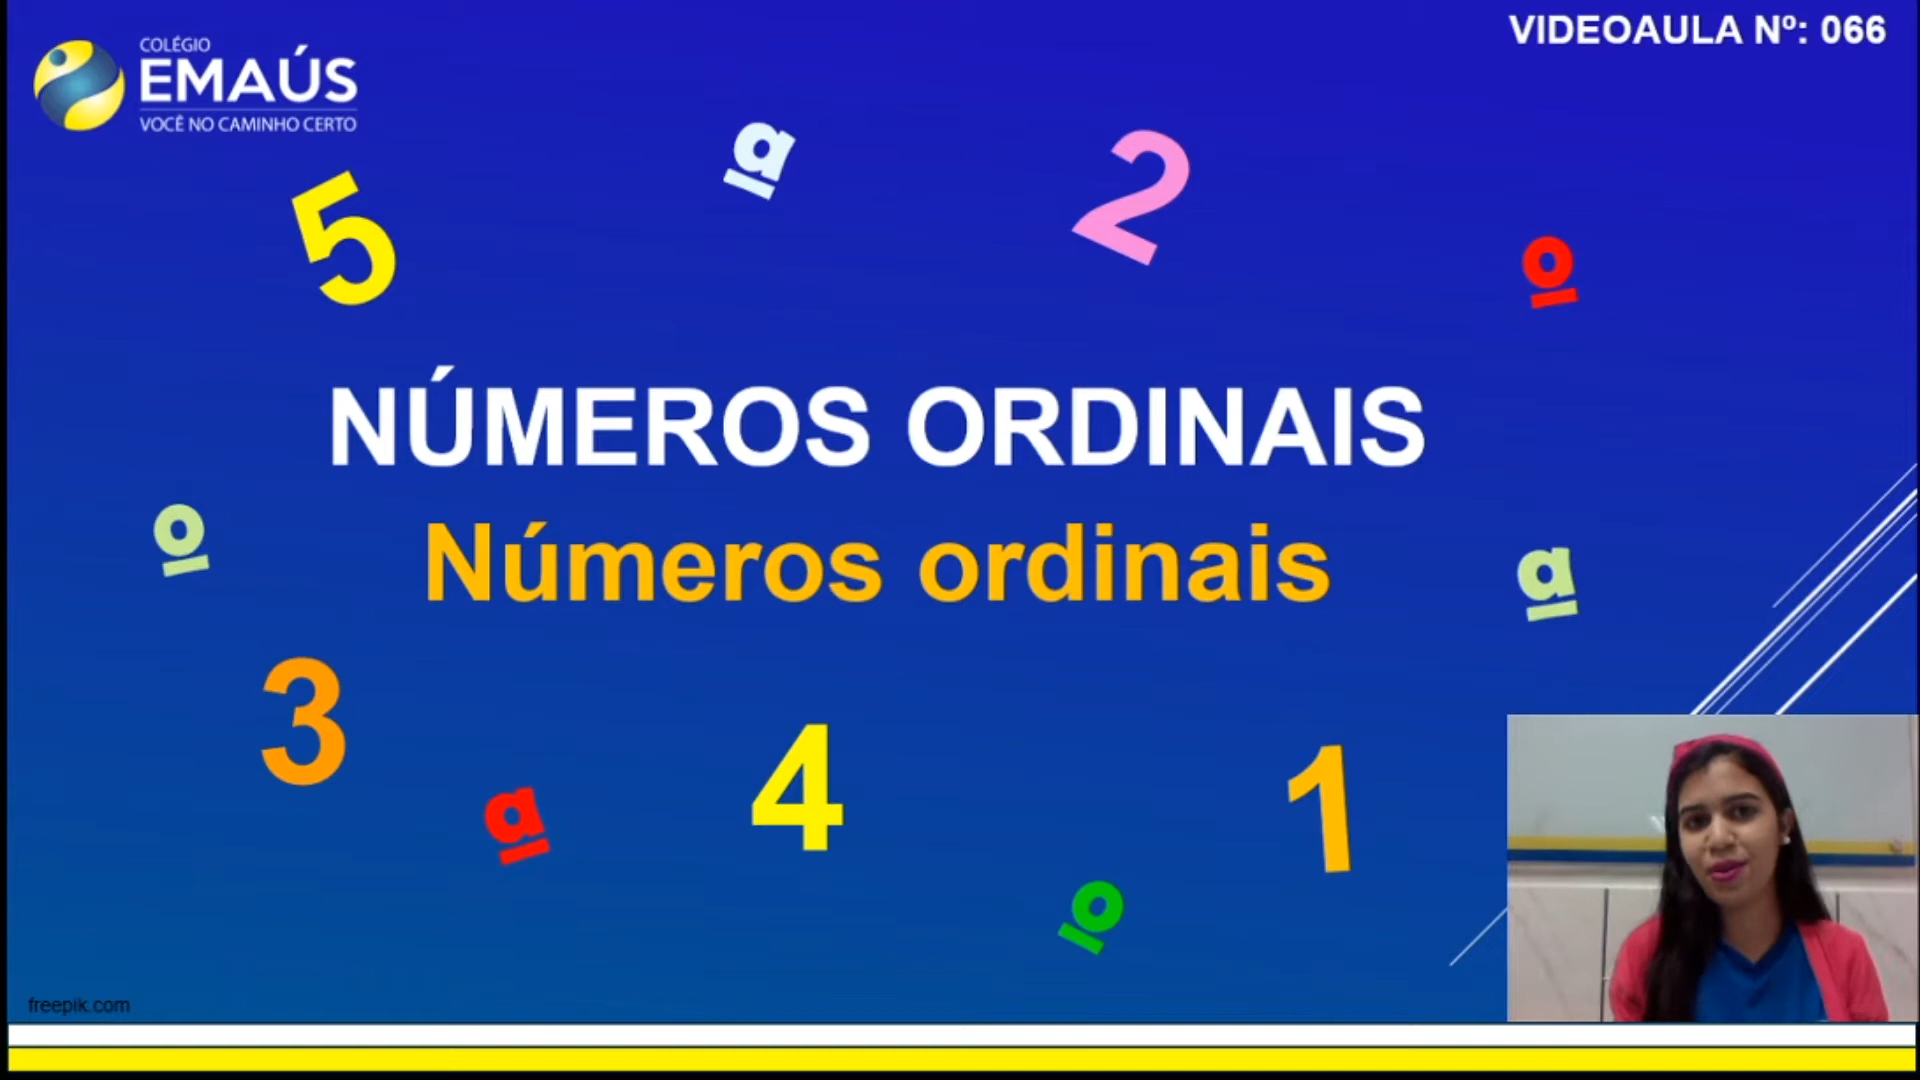 COLÉGIO
EMAÚS
VOCÊ NO CAMINHO CERTO
VIDEOAULA Nº: 066
5
ª
2
º
NÚMEROS ORDINAIS
Números ordinais
º
ª
3
ª
4
1
º
freepik.com